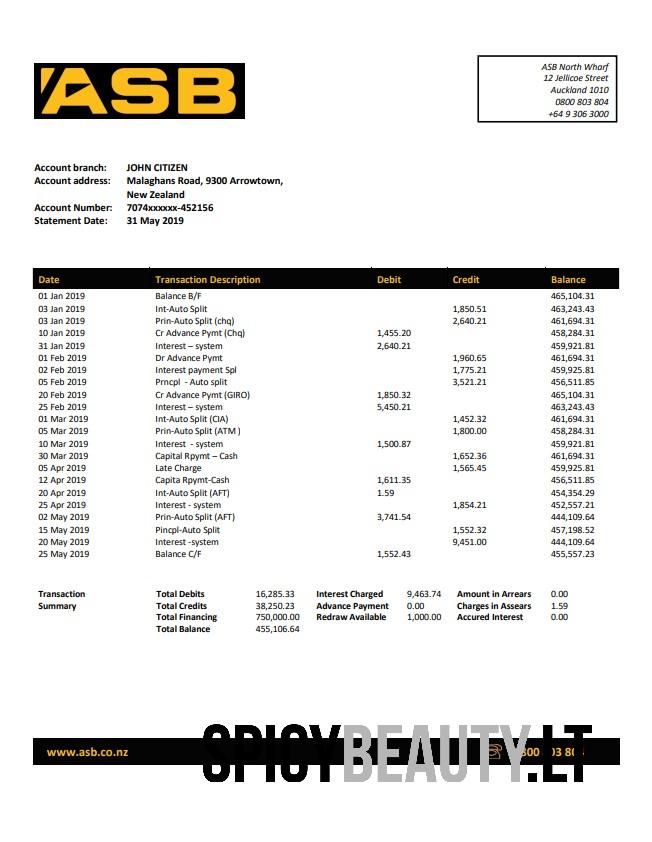 ASB
ASB North Wharf
12 Jellicoe Street
Auckland 1010
0800 803 804
+64 9 306 3000
Account branch: JOHN CITIZEN
Account address: Malaghans Road, 9300 Arrowtown,
New Zealand
Account Number: 7074xxxxxx-452156
Statement Date: 31 May 2019
Date Transaction Description Debit Credit Balance
01 Jan 2019 Balance B/F 465,104.31
03 Jan 2019 Int-Auto Split 1,850.51 463,243.43
03 Jan 2019 Prin-Auto Split (chq) 2,640.21 461,694.31
10 Jan 2019 Cr Advance Pymt (Chq) 1,455.20 458,284.31
31 Jan 2019 Interest – system 2,640.21 459,921.81
01 Feb 2019 Dr Advance Pymt 1,960.65 461,694.31
02 Feb 2019 Interest payment Spl 1,775.21 459,925.81
05 Feb 2019 Prncpl - Auto split 3,521.21 456,511.85
20 Feb 2019 Cr Advance Pymt (GIRO) 1,850.32 465,104.31
25 Feb 2019 Interest – system 5,450.21 463,243.43
01 Mar 2019 Int-Auto Split (CIA) 1,452.32 461,694.31
05 Mar 2019 Prin-Auto Split (ATM ) 1,800.00 458,284.31
10 Mar 2019 Interest - system 1,500.87 459,921.81
30 Mar 2019 Capital Rpymt – Cash 1,652.36 461,694.31
05 Apr 2019 Late Charge 1,565.45 459,925.81
12 Apr 2019 Capita Rpymt-Cash 1,611.35 456,511.85
20 Apr 2019 Int-Auto Split (AFT) 1.59 454,354.29
25 Apr 2019 Interest - system 1,854.21 452,557.21
02 May 2019 Prin-Auto Split (AFT) 3,741.54 444,109.64
15 May 2019 Pincpl-Auto Split 1,552.32 457,198.52
20 May 2019 Interest -system 9,451.00 444,109.64
25 May 2019 Balance C/F 1,552.43 455,557.23
Transaction Total Debits 16,285.33 Interest Charged 9,463.74 Amount in Arrears 0.00
Summary Total Credits 38,250.23 Advance Payment 0.00 Charges in Assears 1.59
Total Financing 750,000.00 Redraw Available 1,000.00 Accured Interest 0.00
Total Balance 455,106.64
www.asb.co.nz
SPICYBEAUTY.LT